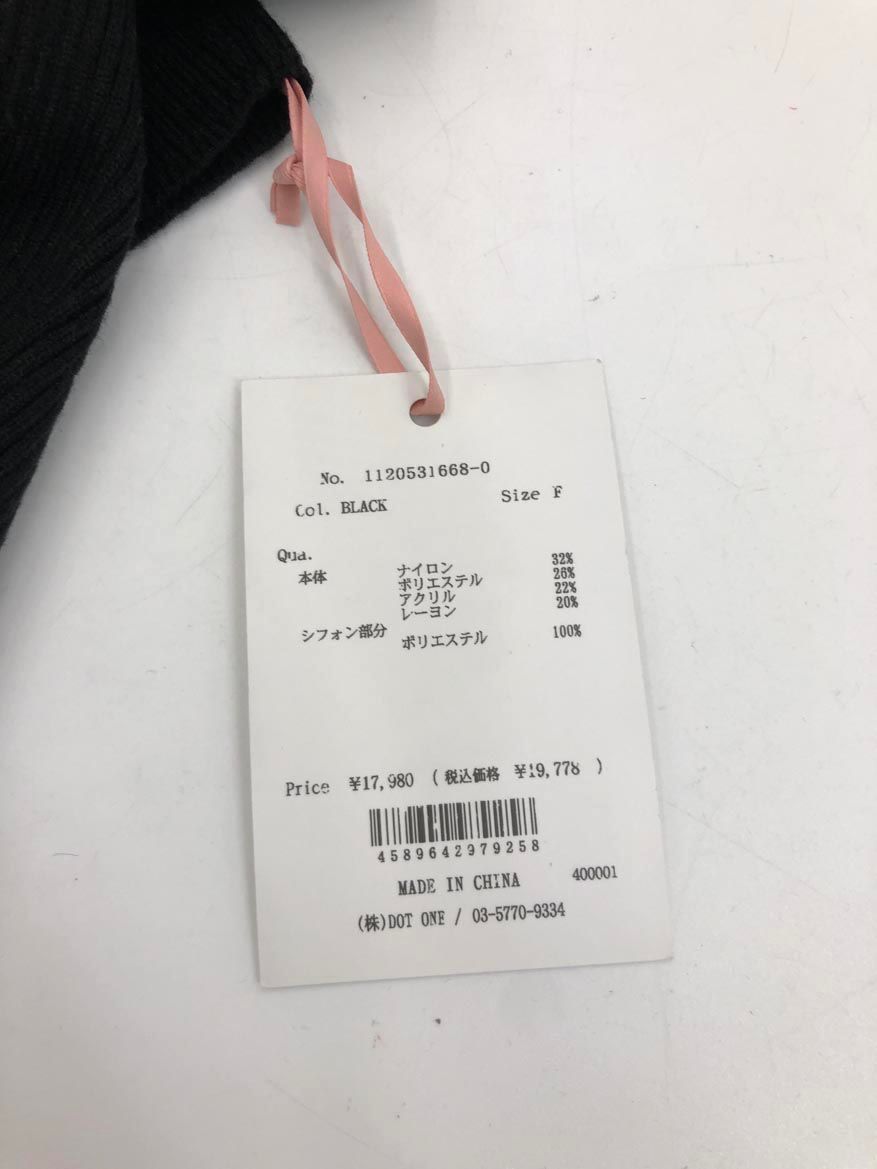 No. 1120531668-0
Col. BLACK Size F
Qua.
本体 ナイロン 32%
ポリエステル 26%
アクリル 22%
レーヨン 20%
シフォン部分 ポリエステル 100%
Price ¥17,980 ( 税込価格 ¥19,778 )
4589642979258
MADE IN CHINA 400001
(株)DOT ONE / 03-5770-9334